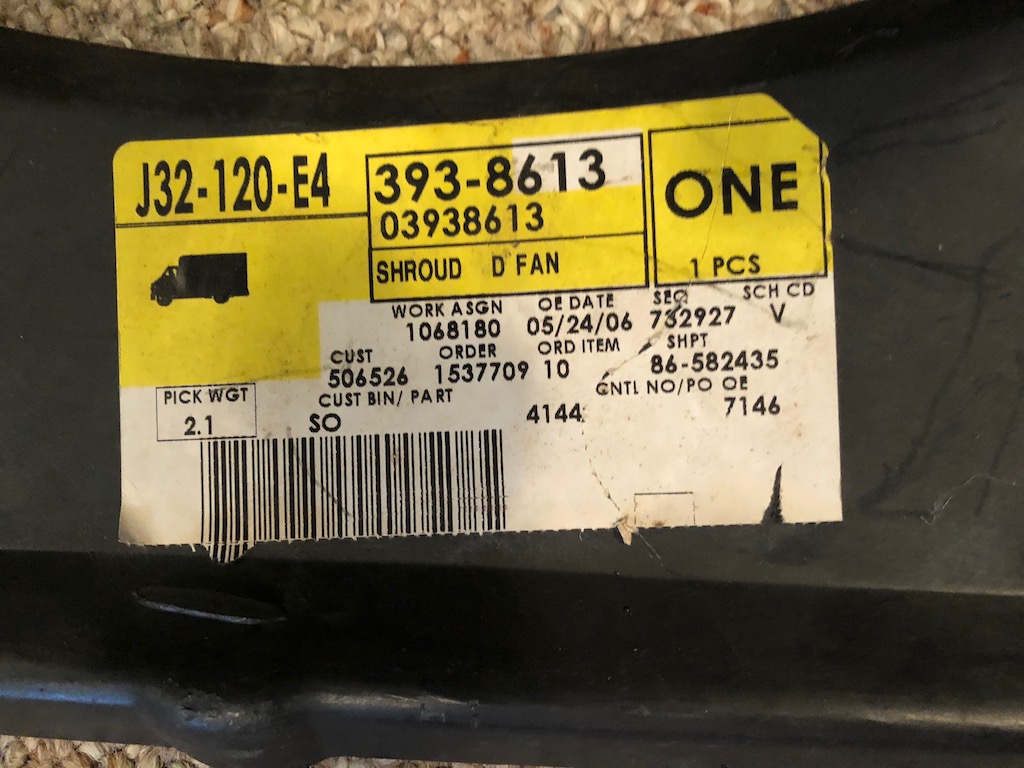 J32-120-E4
393-8613
03938613
SHROUD D FAN
ONE
1 PCS
WORK ASGN OE DATE SEQ SCH CD
1068180 05/24/06 732927 V
CUST ORDER ORD ITEM SHPT
506526 1537709 10 86-582435
PICK WGT
2.1
CUST BIN/ PART CNTL NO/PO OE
SO 4144 7146